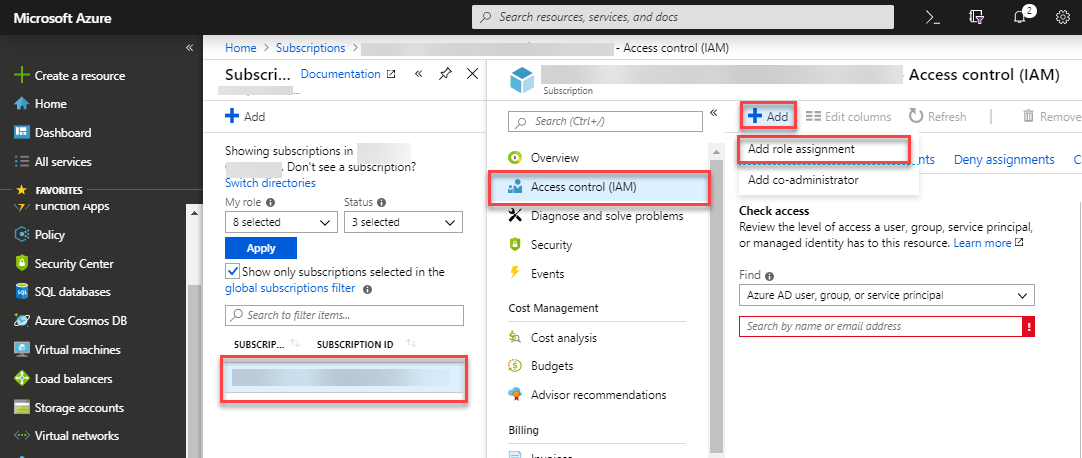 Microsoft Azure
Search resources, services, and docs
2
Create a resource
Home
Dashboard
All services
FAVORITES
Function Apps
Policy
Security Center
SQL databases
Azure Cosmos DB
Virtual machines
Load balancers
Storage accounts
Virtual networks
Home > Subscriptions > - Access control (IAM)
Subscri... Documentation
Add
Showing subscriptions in
. Don't see a subscription?
Switch directories
My role Status
8 selected 3 selected
Apply
Show only subscriptions selected in the
global subscriptions filter
Search to filter items...
SUBSCRIP... SUBSCRIPTION ID
- Access control (IAM)
Subscription
Search (Ctrl+/)
Overview
Access control (IAM)
Diagnose and solve problems
Security
Events
Cost Management
Cost analysis
Budgets
Advisor recommendations
Billing
Invoices
Add Edit columns Refresh Remove
Add role assignment
Deny assignments
Add co-administrator
Check access
Review the level of access a user, group, service principal,
or managed identity has to this resource. Learn more
Find
Azure AD user, group, or service principal
Search by name or email address